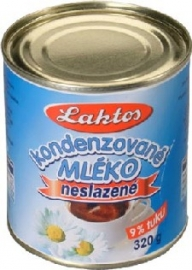 Laktos
kondenzované
MLÉKO
neslazené
9% tuku
320 g